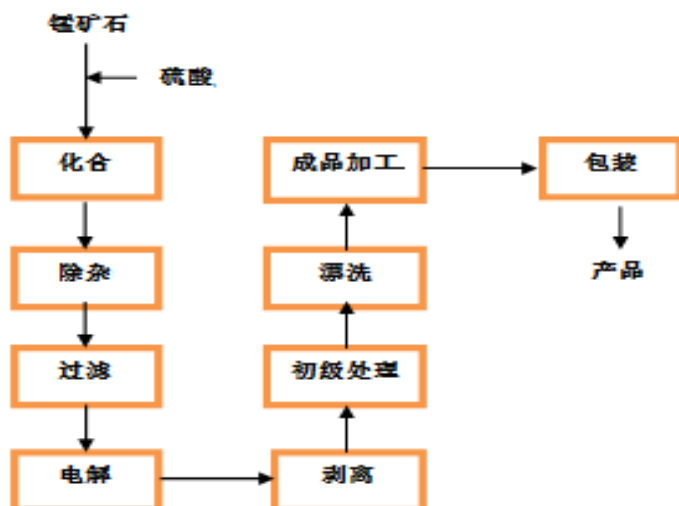 锰矿石
硫酸
化合
除杂
过滤
电解
剥离
初级处理
漂洗
成品加工
包装
产品